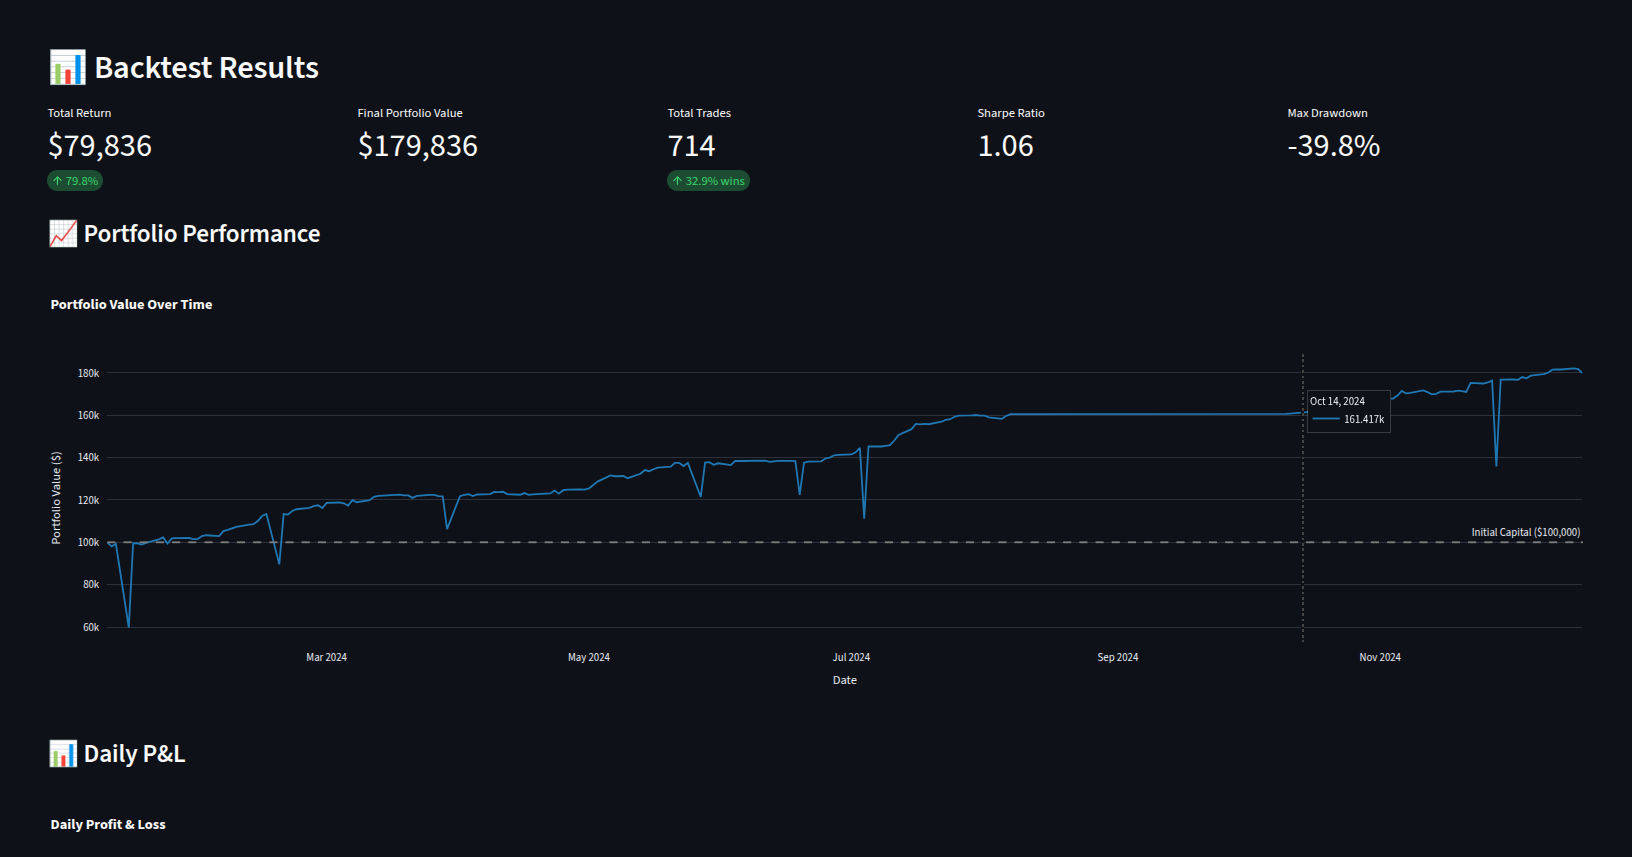 Backtest Results
Total Return
$79,836
↑ 79.8%
Final Portfolio Value
$179,836
Total Trades
714
↑ 32.9% wins
Sharpe Ratio
1.06
Max Drawdown
-39.8%
Portfolio Performance
Portfolio Value Over Time
Portfolio Value ($)
180k
160k
140k
120k
100k
80k
60k
Oct 14, 2024
161.417k
Initial Capital ($100,000)
Mar 2024
May 2024
Jul 2024
Sep 2024
Nov 2024
Date
Daily P&L
Daily Profit & Loss